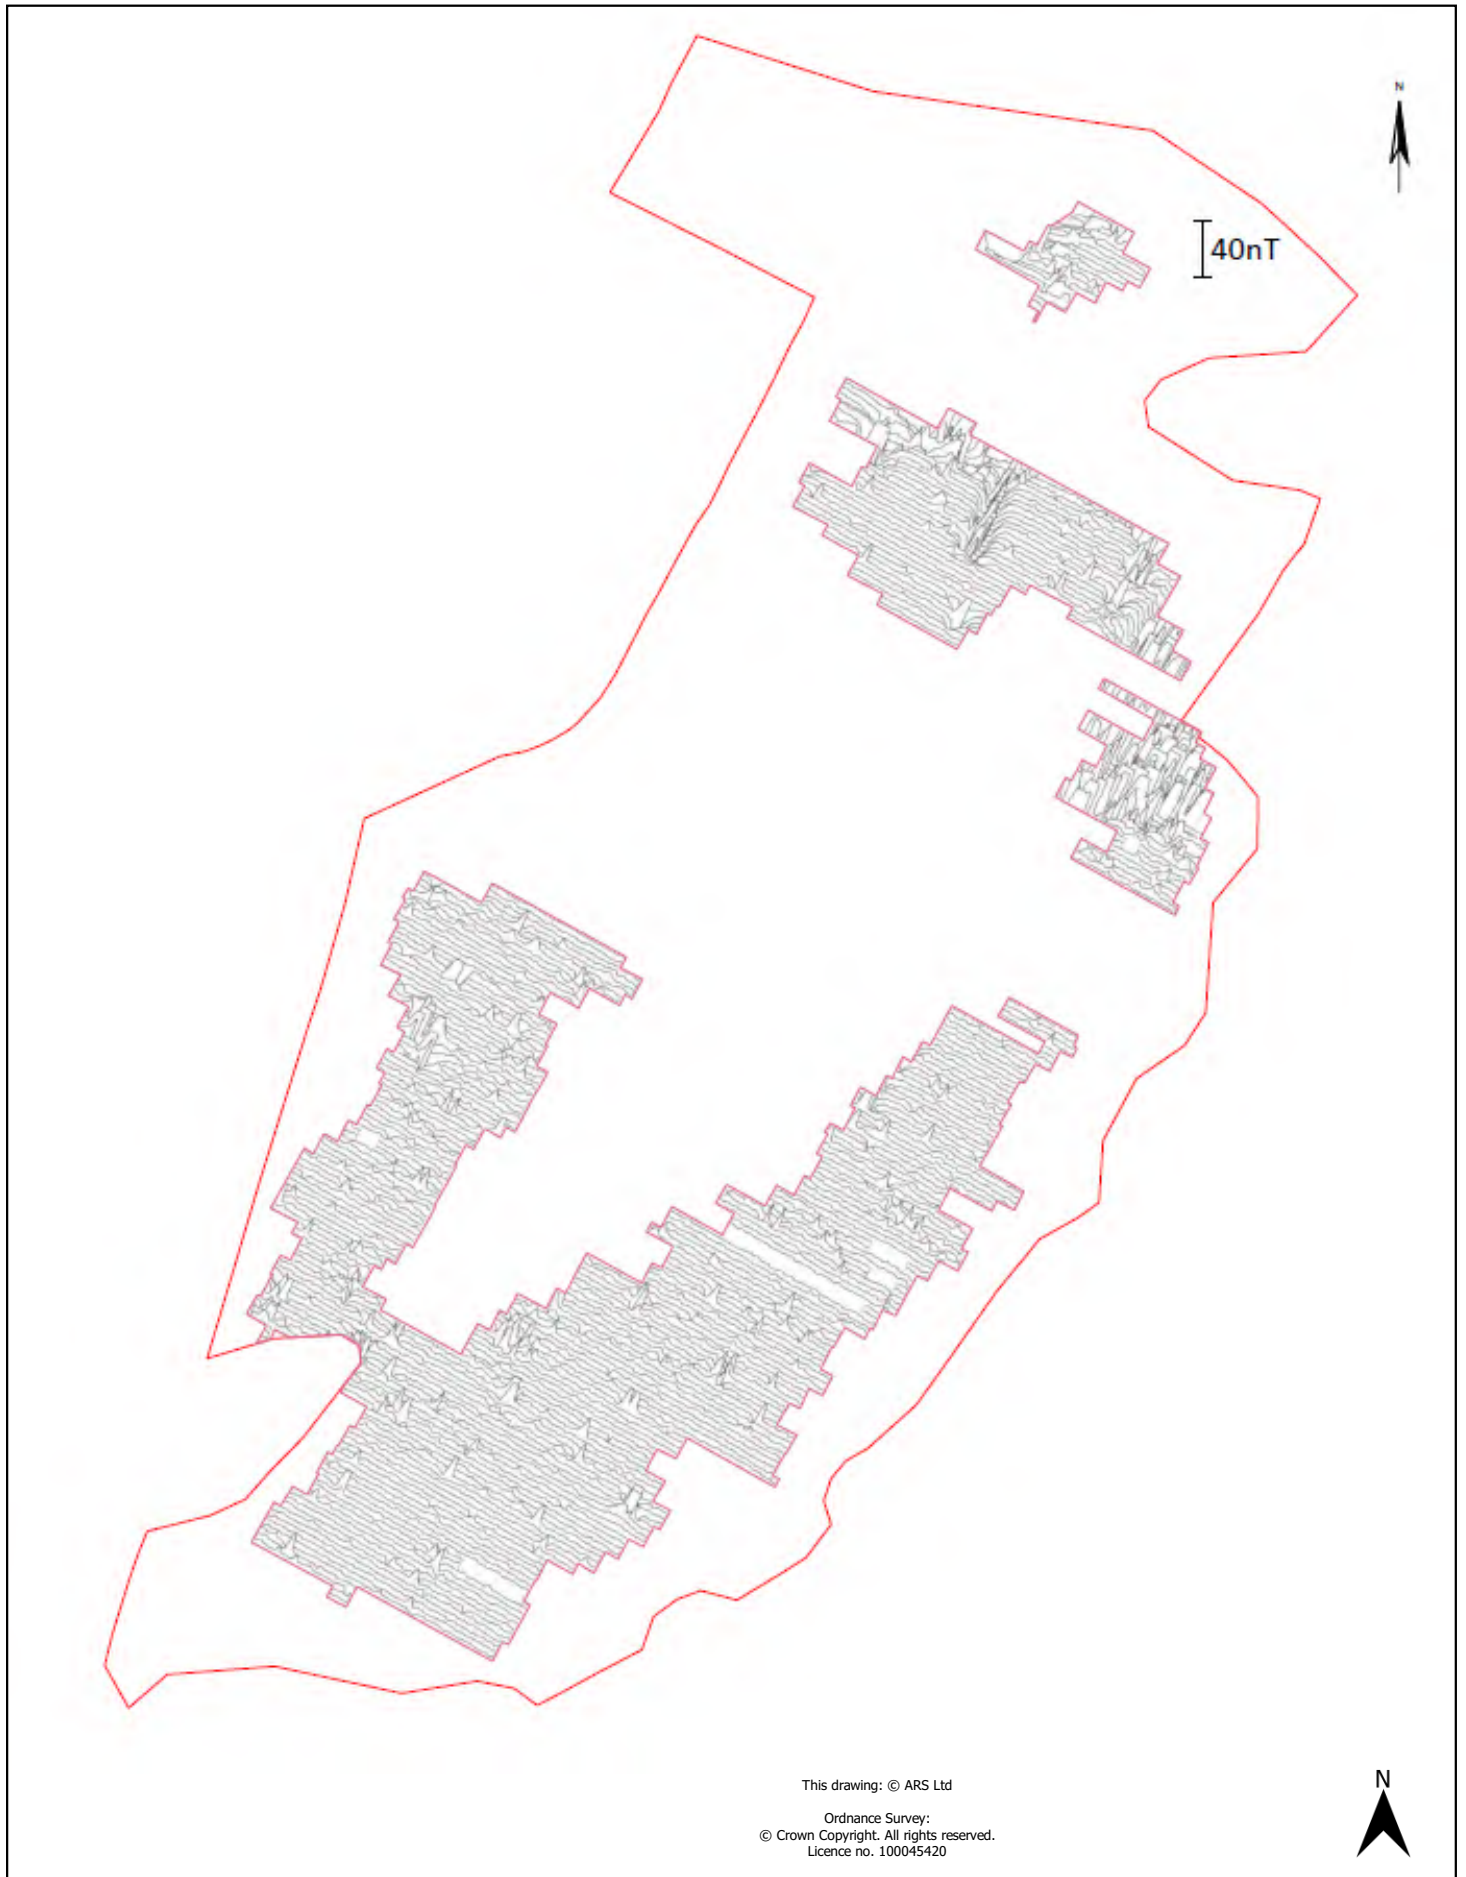 N
40nT
This drawing: © ARS Ltd
Ordnance Survey:
© Crown Copyright. All rights reserved.
Licence no. 100045420
N